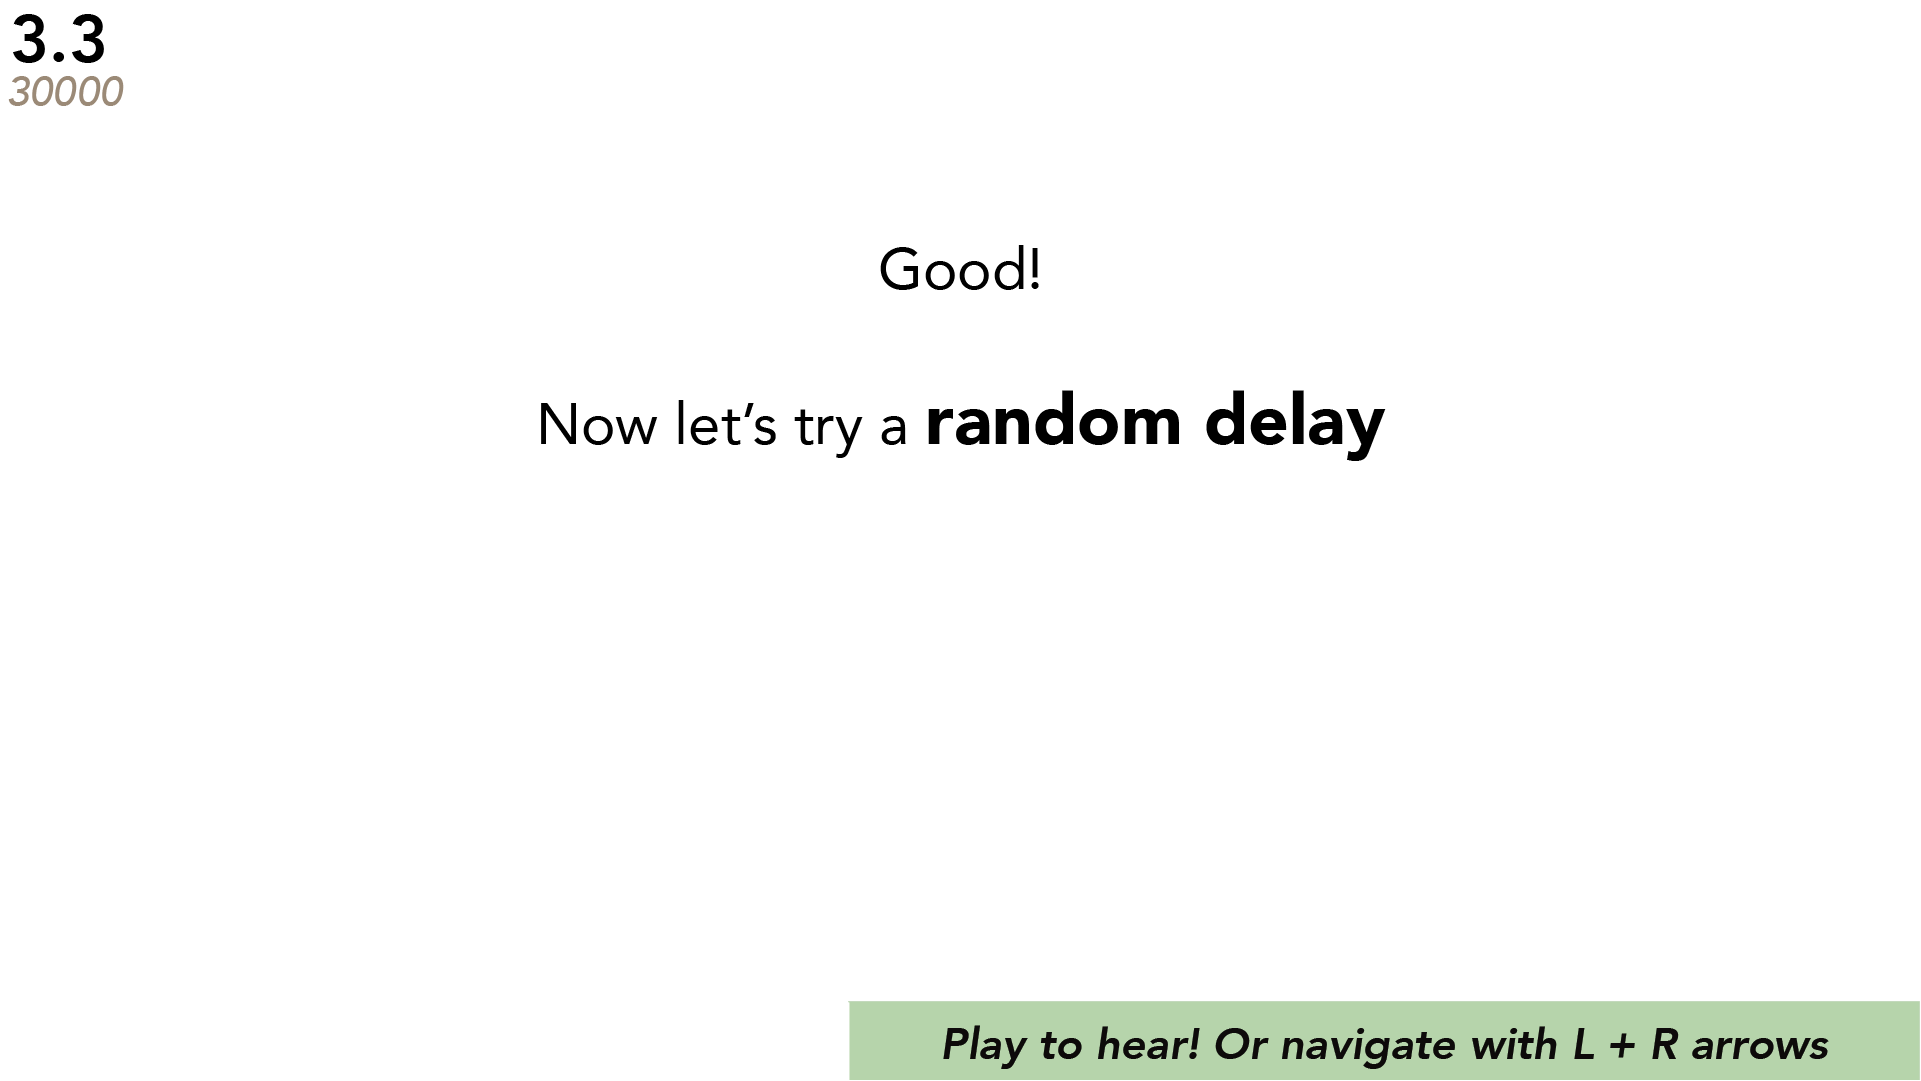 3.3
30000
Good!
Now let’s try a random delay
Play to hear! Or navigate with L + R arrows